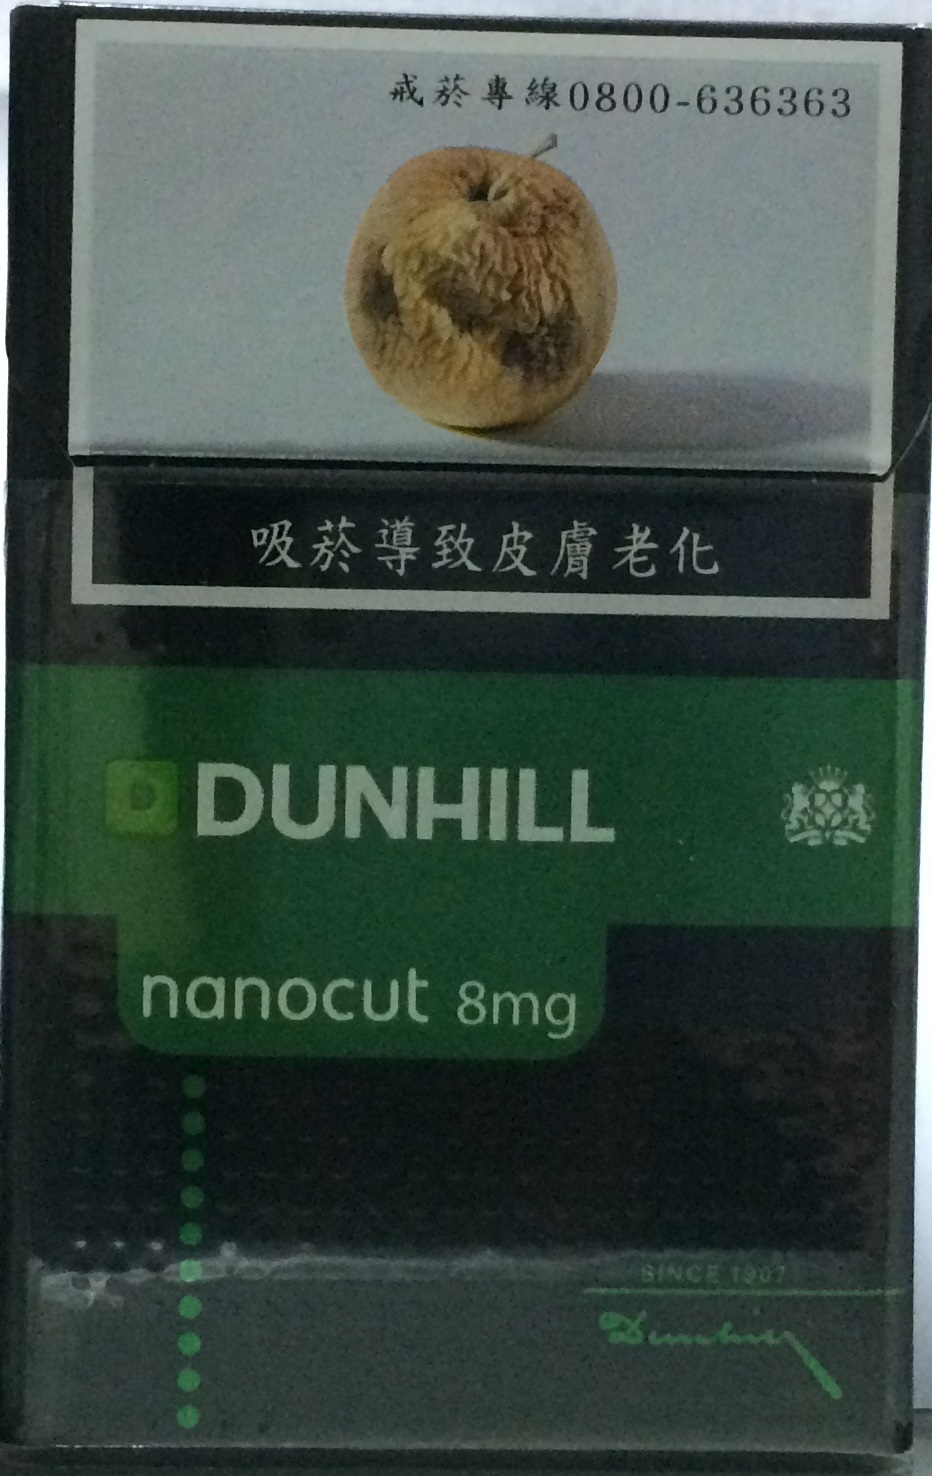 戒菸專線0800-636363
吸菸導致皮膚老化
D DUNHILL
nanocut 8mg
SINCE 1907
Dunhill